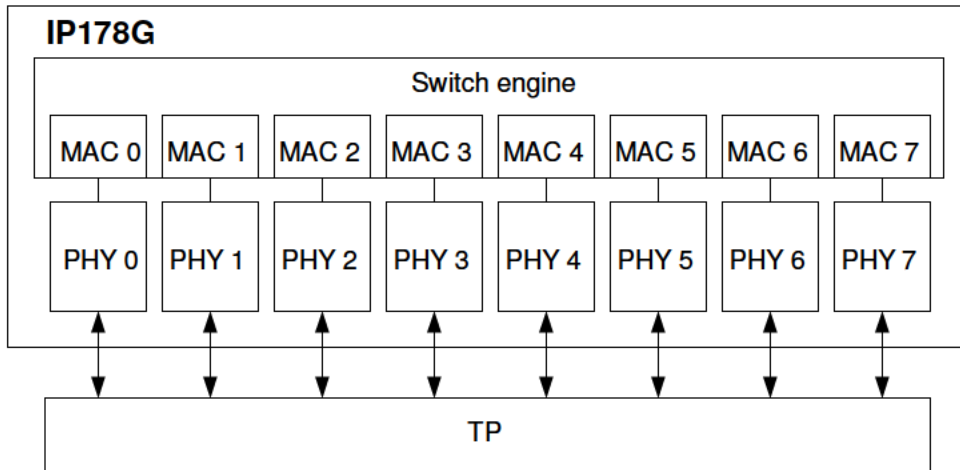 IP178G
Switch engine
MAC 0 MAC 1 MAC 2 MAC 3 MAC 4 MAC 5 MAC 6 MAC 7
PHY 0 PHY 1 PHY 2 PHY 3 PHY 4 PHY 5 PHY 6 PHY 7
TP